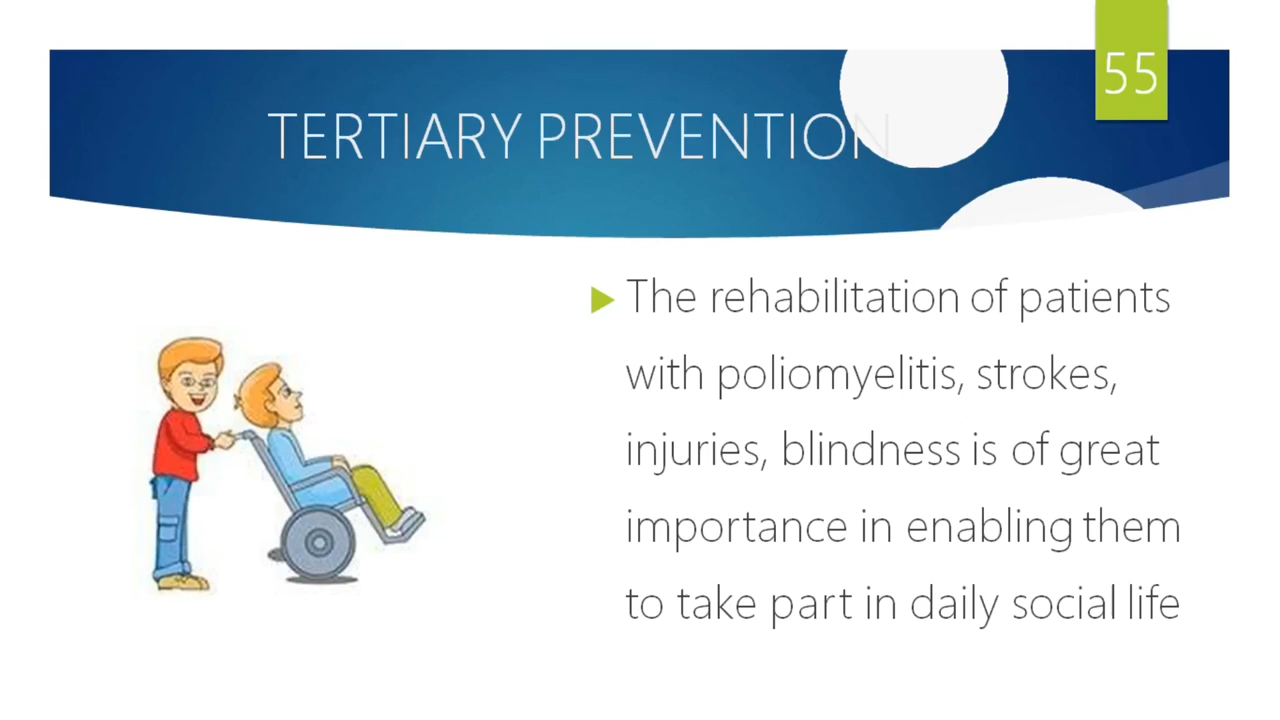 55
TERTIARY PREVENTION
The rehabilitation of patients
with poliomyelitis, strokes,
injuries, blindness is of great
importance in enabling them
to take part in daily social life